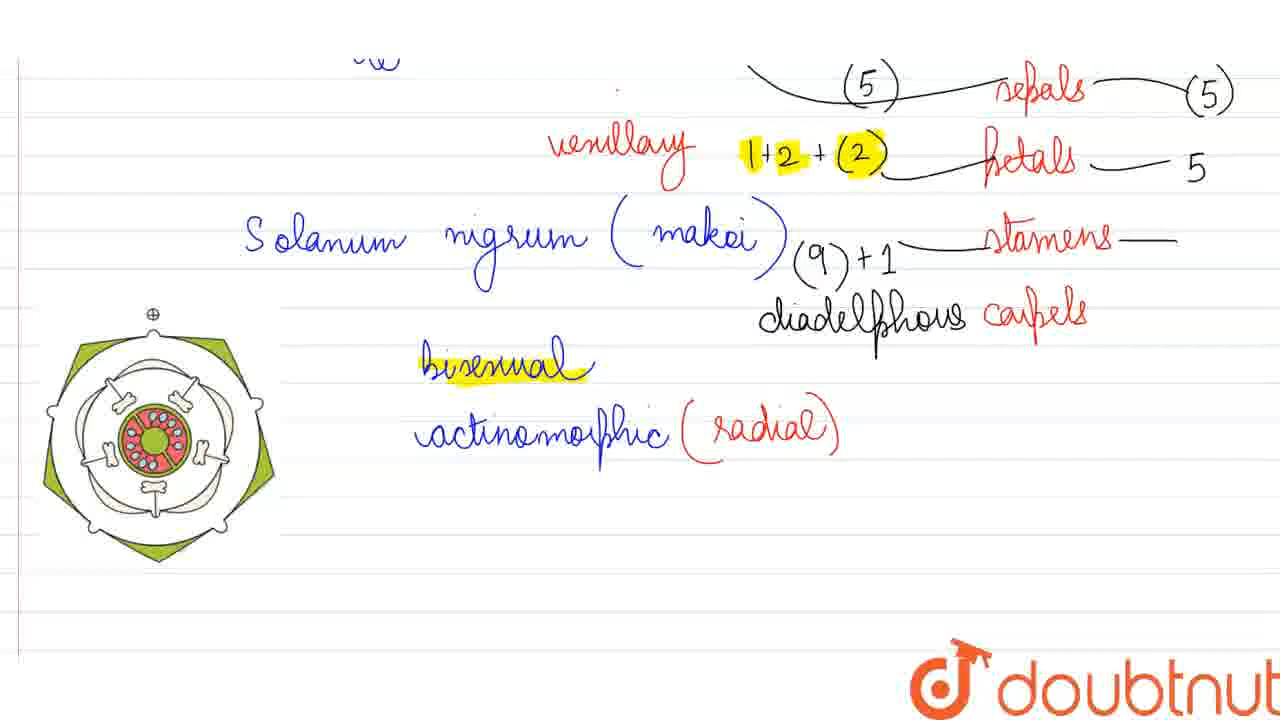 (5) sepals (5)
vexillary 1+2+(2) petals 5
Solanum nigrum (makoi)
(9)+1 stamens
diadelphous carpels
bisexual
actinomorphic (radial)
doubtnut